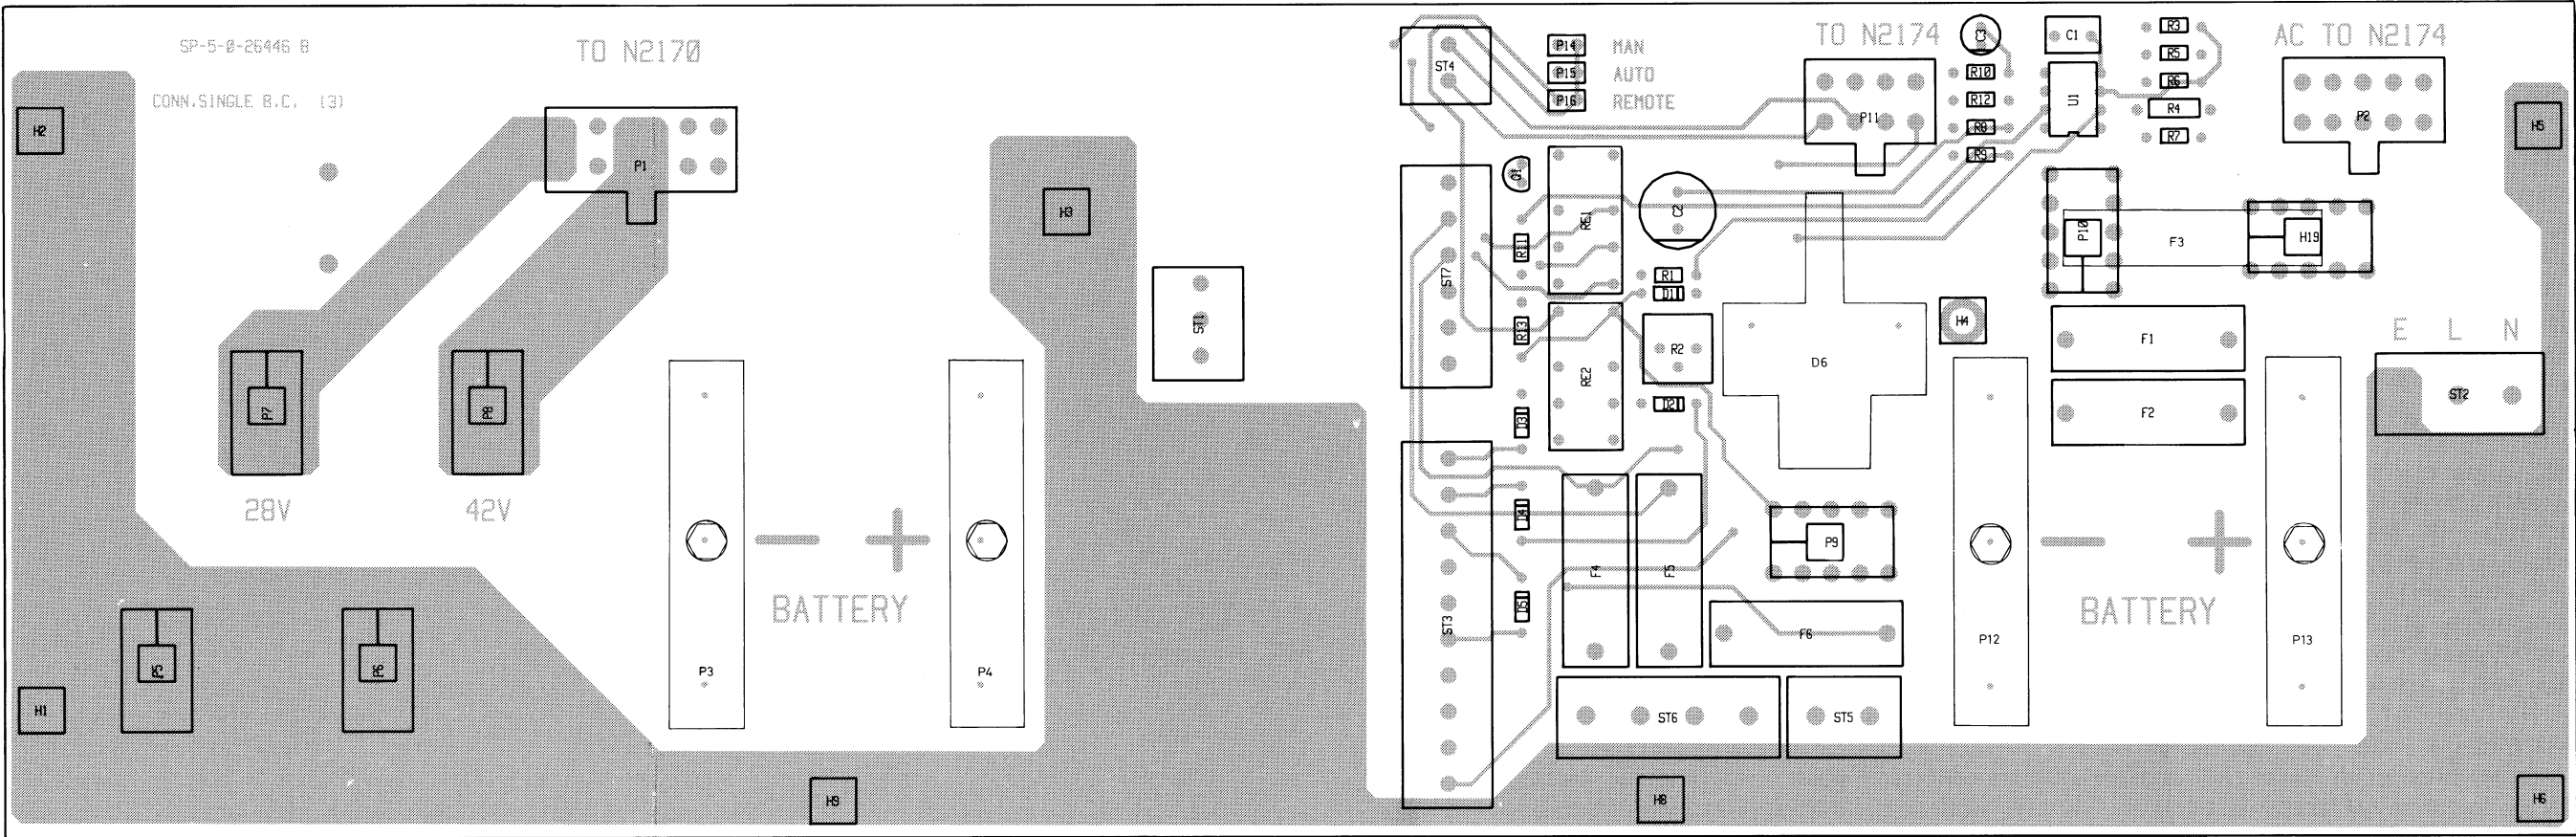 SP-5-0-26446 B
TO N2170
CONN.SINGLE B.C. (3)
TO N2174
AC TO N2174
P14 MAN
P15 AUTO
P16 REMOTE
ST4
C3
C1
R3
R5
R6
R4
R7
R10
R12
R8
R9
U1
P11
P2
H2
H5
P1
H3
Q1
RE1
C2
R11
P10
F3
H19
ST7
R1
D1
ST1
R13
R2
H4
F1
E L N
RE2
D6
D2
F2
ST2
P7
P8
D3
28V
42V
D4
P9
F4
F5
BATTERY
BATTERY
D5
ST3
F6
P12
P13
P5
P6
P3
P4
H1
ST6
ST5
H9
H8
H6